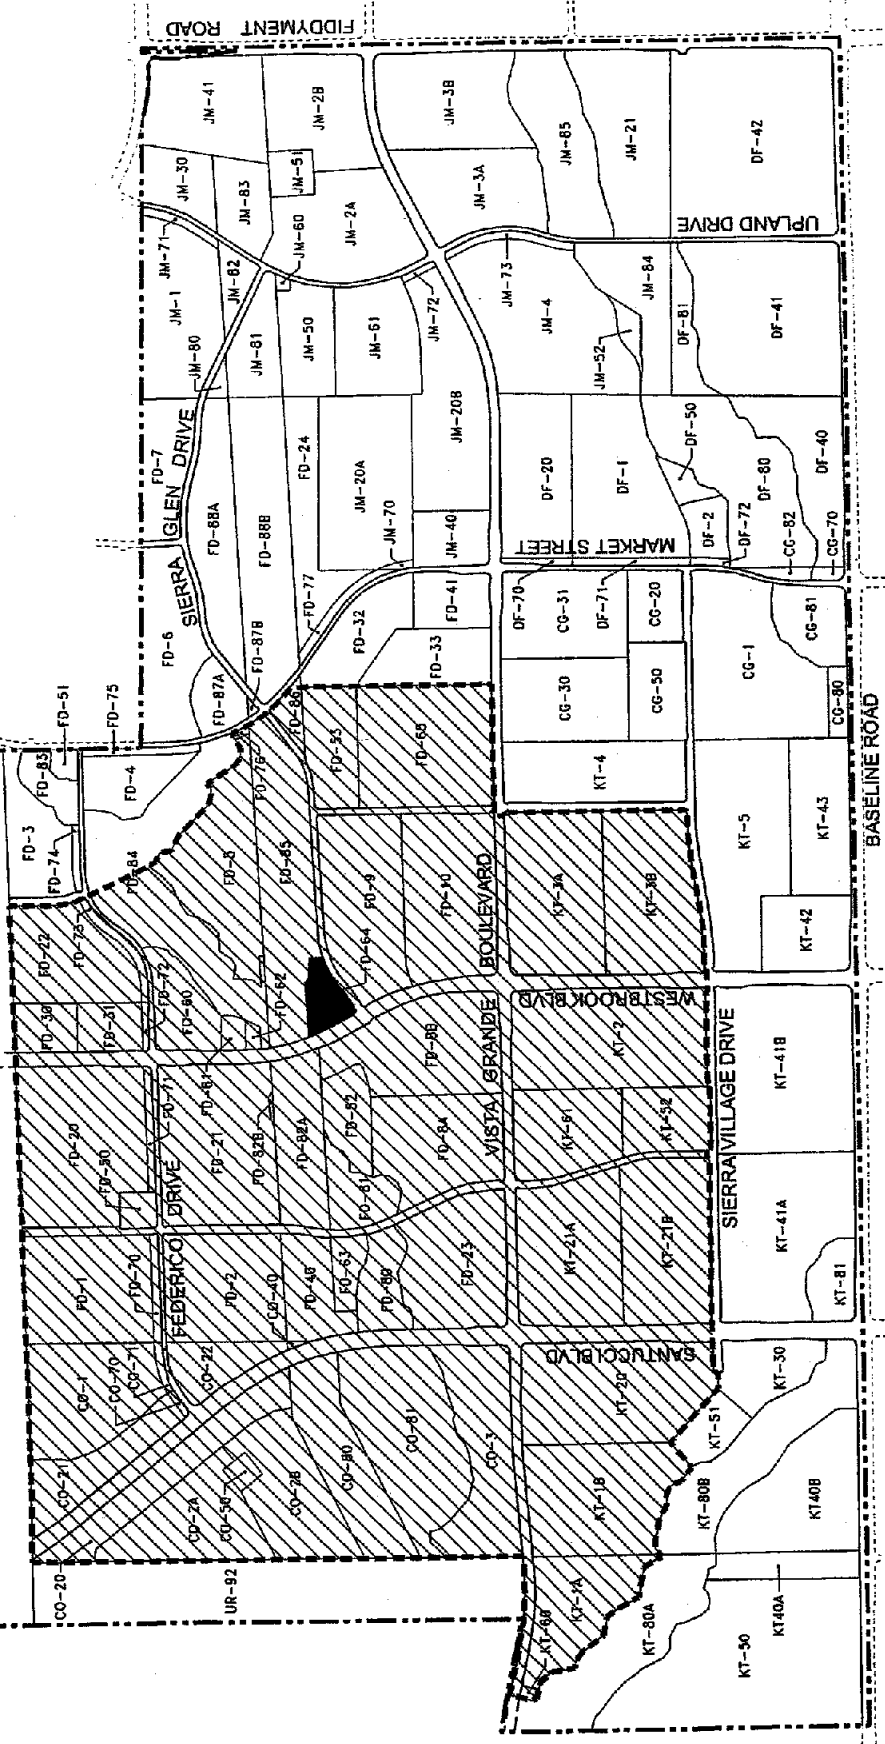 FIDDYMENT ROAD
JM-41
JM-2B
JM-3B
JM-85
JM-21
DF-42
JM-30
JM-83
JM-51
JM-3A
JM-71
JM-60
JM-2A
UPLAND DRIVE
JM-1
JM-82
JM-72
JM-73
JM-84
JM-80
JM-81
JM-50
JM-61
JM-4
JM-52
DF-81
DF-41
FD-7
SIERRA GLEN DRIVE
FD-24
JM-20B
DF-50
FD-88A
JM-20A
DF-20
DF-1
DF-80
DF-40
FD-88B
JM-70
JM-40
MARKET STREET
DF-2
DF-72
CG-82
CG-70
FD-77
FD-6
FD-87B
FD-32
FD-41
DF-70
CG-31
DF-71
CG-20
CG-81
FD-51
FD-75
FD-87A
FD-86
FD-33
CG-30
CG-50
CG-1
CG-80
FD-83
FD-4
FD-76
FD-53
FD-68
KT-4
BASELINE ROAD
FD-3
FD-74
FD-84
FD-8
FD-85
FD-9
FD-10
KT-3A
KT-3B
KT-5
KT-43
FD-22
FD-73
FD-64
VISTA GRANDE BOULEVARD
KT-42
FD-30
FD-31
FD-72
FD-62
FD-8B
WESTBROOK BLVD
KT-2
FD-71
FD-82B
FD-82A
FD-52
SIERRA VILLAGE DRIVE
KT-41B
FD-20
FD-50
FD-21
FD-81
FD-8A
KT-61
KT-52
FEDERICO DRIVE
FD-1
FD-70
FD-2
CO-40
FD-63
FD-23
KT-21A
KT-21B
KT-41A
KT-81
CO-1
CO-70
CO-71
CO-22
SANTUCCI BLVD
KT-20
KT-30
KT-51
CO-21
CO-2A
CO-50
CO-2B
CO-80
CO-81
CO-3
KT-1B
KT-80B
KT40B
CO-20
UR-92
KT-1A
KT-60
KT-80A
KT40A
KT-50